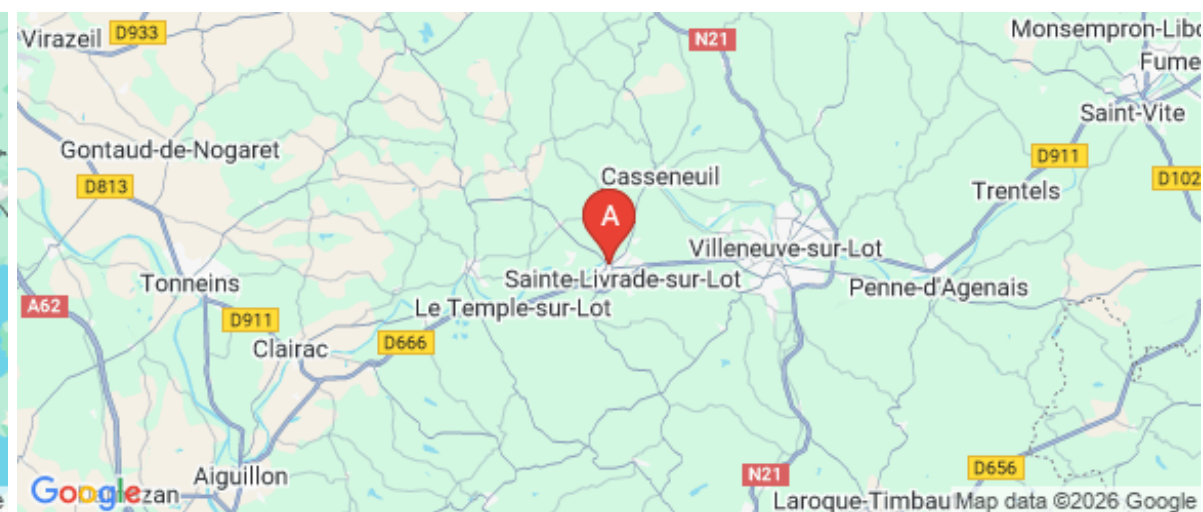 Virazeil
D933
N21
Monsempron-Libo
Fume
Saint-Vite
Gontaud-de-Nogaret
D911
D813
Casseneuil
D102
Trentels
A
Villeneuve-sur-Lot
Tonneins
Sainte-Livrade-sur-Lot
Penne-d'Agenais
A62
Le Temple-sur-Lot
D911
Clairac
D666
Aiguillon
D656
N21
Google
zan
Laroque-Timbau
Map data ©2026 Google